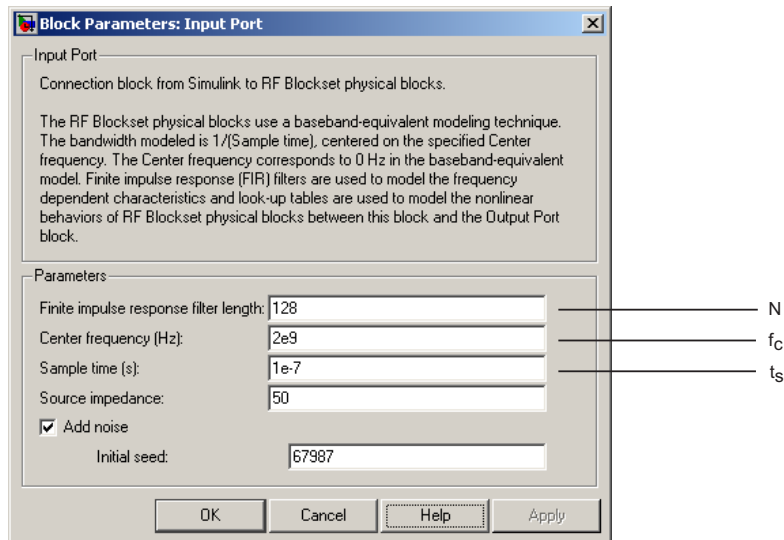 Block Parameters: Input Port
Input Port
Connection block from Simulink to RF Blockset physical blocks.
The RF Blockset physical blocks use a baseband-equivalent modeling technique.
The bandwidth modeled is 1/(Sample time), centered on the specified Center
frequency. The Center frequency corresponds to 0 Hz in the baseband-equivalent
model. Finite impulse response (FIR) filters are used to model the frequency
dependent characteristics and look-up tables are used to model the nonlinear
behaviors of RF Blockset physical blocks between this block and the Output Port
block.
Parameters
Finite impulse response filter length: 128 N
Center frequency (Hz): 2e9 fc
Sample time (s): 1e-7 ts
Source impedance: 50
Add noise
Initial seed: 67987
OK Cancel Help Apply